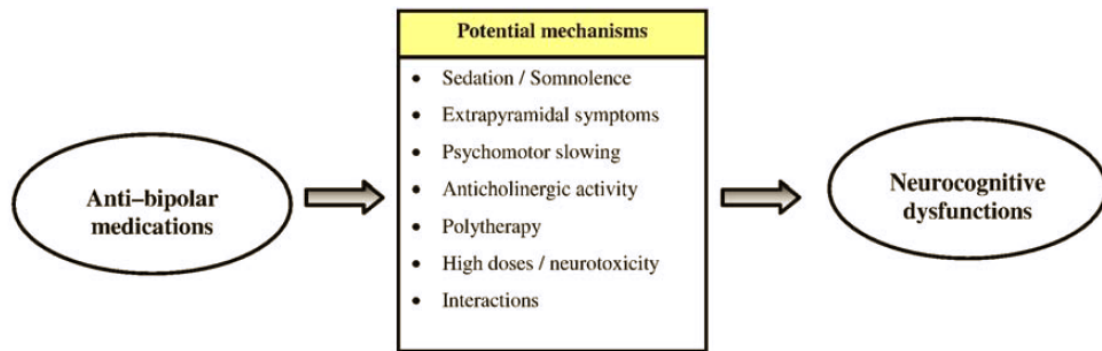 Anti–bipolar
medications
Potential mechanisms
• Sedation / Somnolence
• Extrapyramidal symptoms
• Psychomotor slowing
• Anticholinergic activity
• Polytherapy
• High doses / neurotoxicity
• Interactions
Neurocognitive
dysfunctions